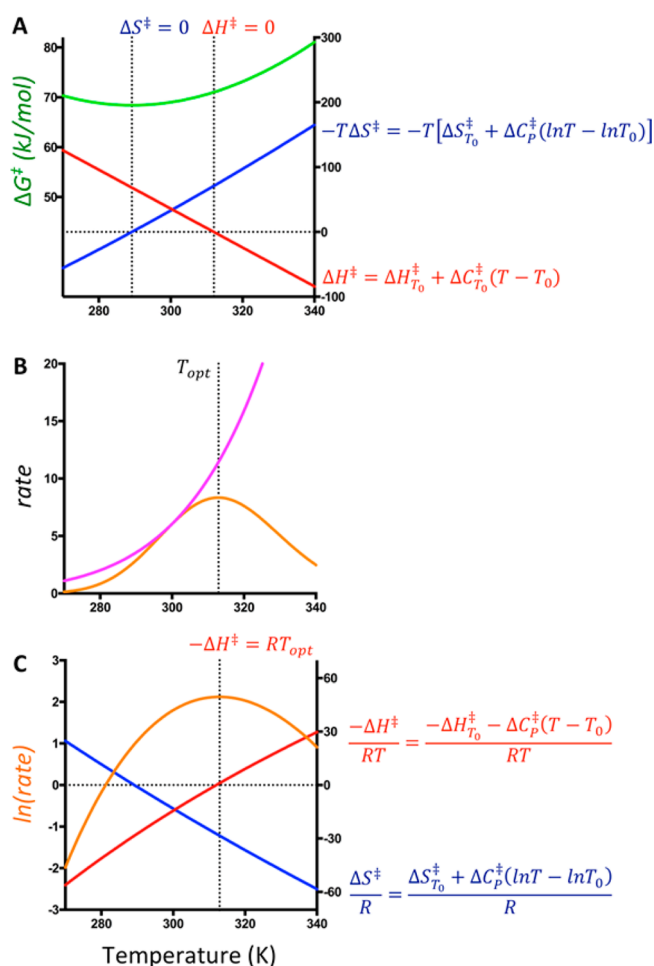 A
ΔS‡ = 0 ΔH‡ = 0
80
70
60
50
ΔG‡ (kJ/mol)
300
200
100
0
-100
−TΔS‡ = −T[ΔS‡T₀ + ΔC‡P(lnT − lnT₀)]
ΔH‡ = ΔH‡T₀ + ΔC‡T₀(T − T₀)
280 300 320 340
B
Topt
20
15
10
5
0
rate
280 300 320 340
C
−ΔH‡ = RTopt
3
2
1
0
-1
-2
-3
ln(rate)
60
30
0
-30
-60
−ΔH‡/RT = −ΔH‡T₀ − ΔC‡P(T − T₀)/RT
ΔS‡/R = ΔS‡T₀ + ΔC‡P(lnT − lnT₀)/R
280 300 320 340
Temperature (K)